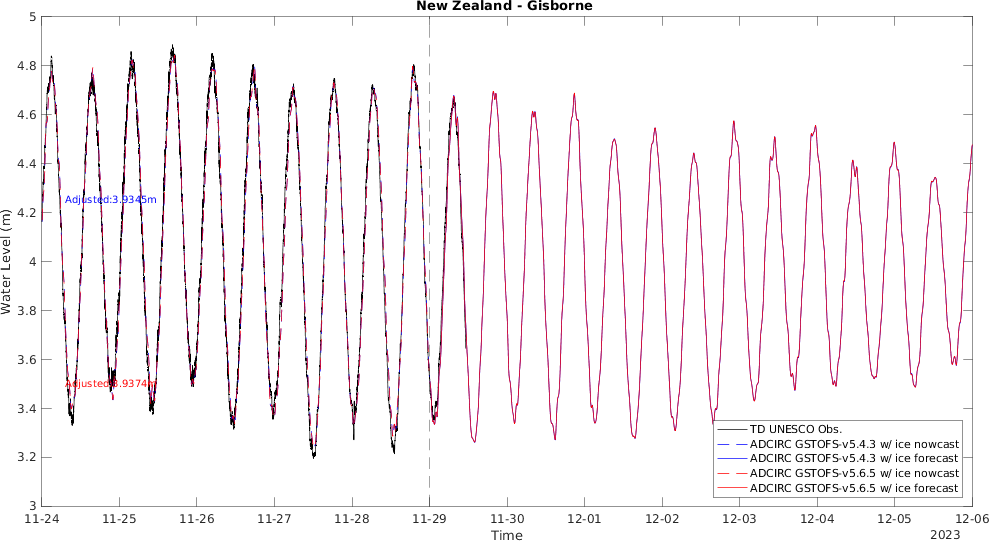 New Zealand - Gisborne
5
4.8
4.6
4.4
4.2
4
3.8
3.6
3.4
3.2
3
Water Level (m)
Adjusted:3.9345m
Adjusted:3.9374m
TD UNESCO Obs.
ADCIRC GSTOFS-v5.4.3 w/ ice nowcast
ADCIRC GSTOFS-v5.4.3 w/ ice forecast
ADCIRC GSTOFS-v5.6.5 w/ ice nowcast
ADCIRC GSTOFS-v5.6.5 w/ ice forecast
11-24 11-25 11-26 11-27 11-28 11-29 11-30 12-01 12-02 12-03 12-04 12-05 12-06
Time
2023